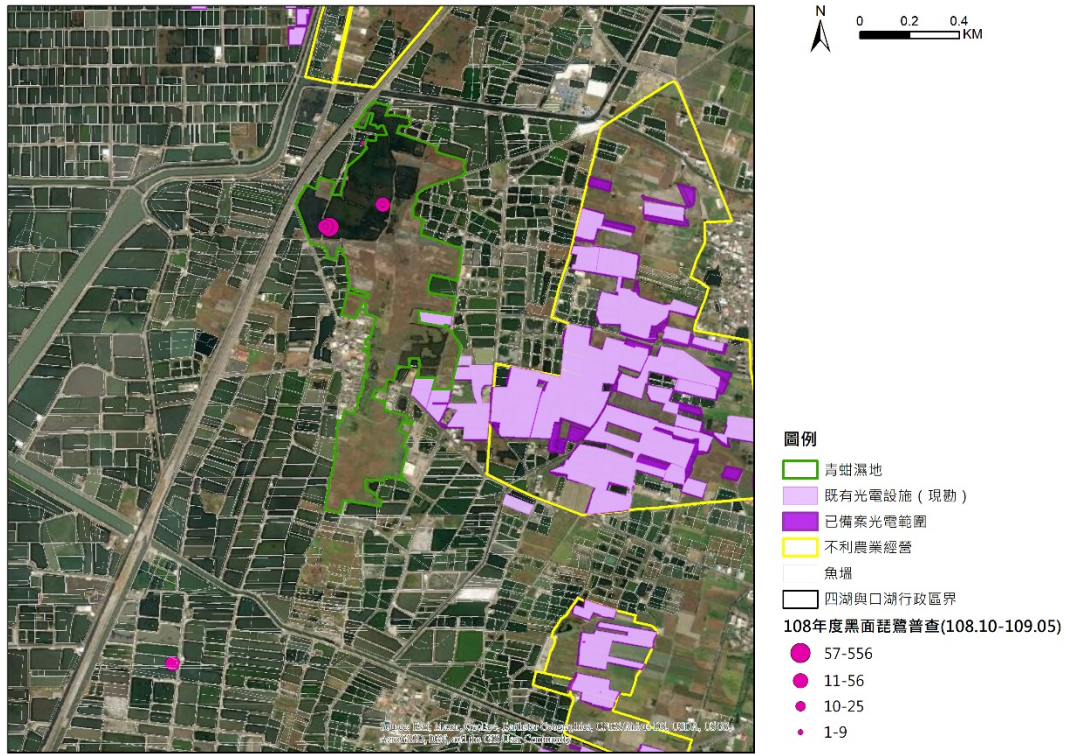 N
0 0.2 0.4
KM
圖例
青蚶濕地
既有光電設施（現勘）
已備案光電範圍
不利農業經營
魚塭
四湖與口湖行政區界
108年度黑面琵鷺普查(108.10-109.05)
57-556
11-56
10-25
1-9